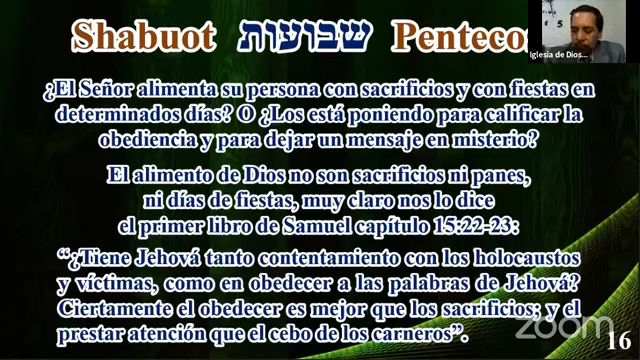 Shabuot שבועות Penteco
5
Iglesia de Dios...
¿El Señor alimenta su persona con sacrificios y con fiestas en
determinados días? O ¿Los está poniendo para calificar la
obediencia y para dejar un mensaje en misterio?
El alimento de Dios no son sacrificios ni panes,
ni días de fiestas, muy claro nos lo dice
el primer libro de Samuel capítulo 15:22-23:
“¿Tiene Jehová tanto contentamiento con los holocaustos
y víctimas, como en obedecer a las palabras de Jehová?
Ciertamente el obedecer es mejor que los sacrificios; y el
prestar atención que el cebo de los carneros”.
zoom
16